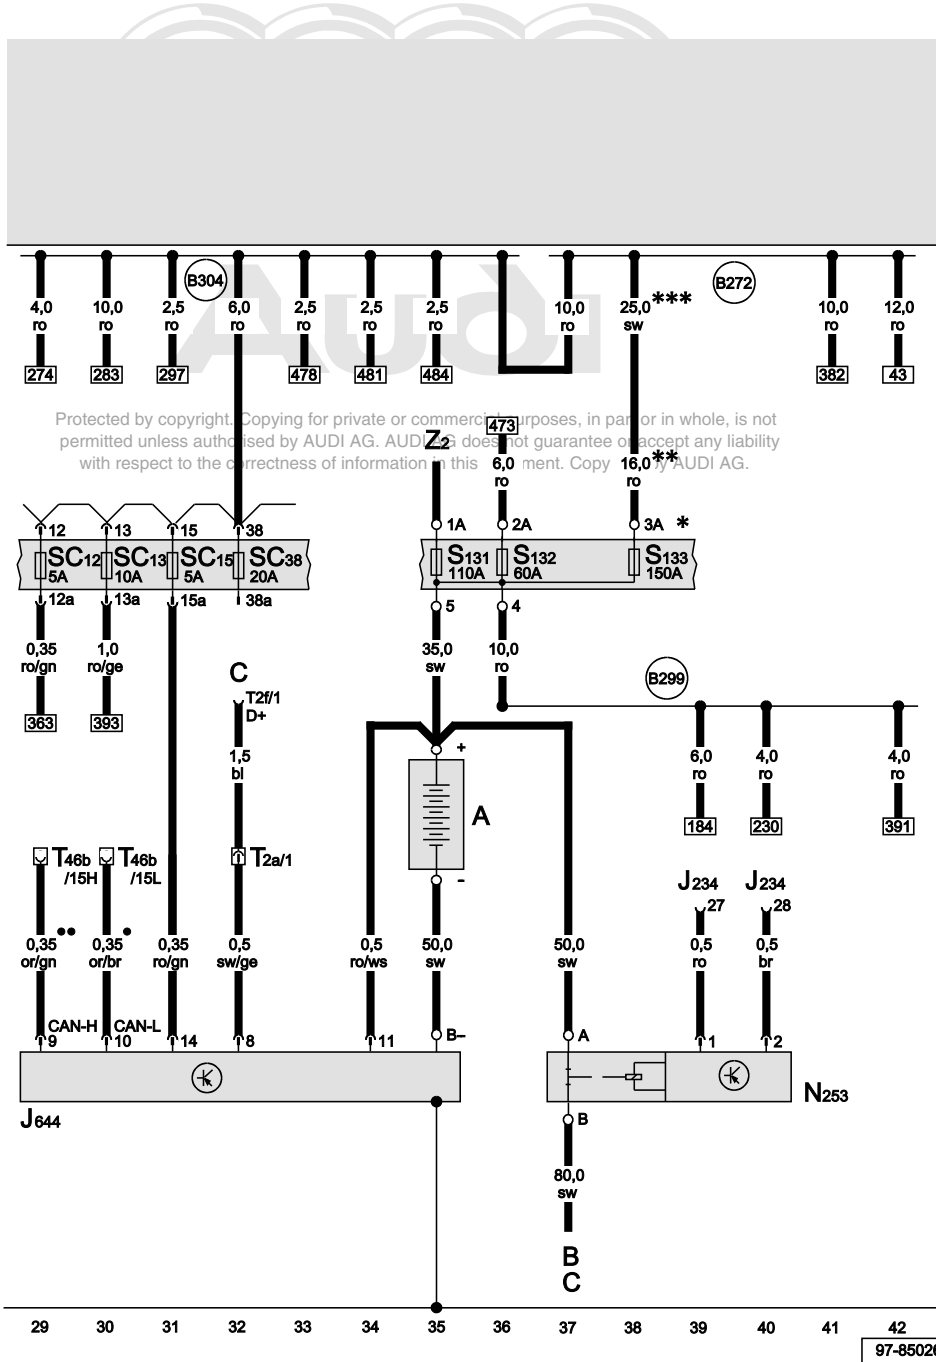 B304
B272
4,0 10,0 2,5 6,0 2,5 2,5 2,5 10,0 25,0 *** 10,0 12,0
ro ro ro ro ro ro ro ro sw ro ro
Audi
274 283 297 478 481 484 382 43
Protected by copyright. Copying for private or commercial purposes, in part or in whole, is not
permitted unless authorised by AUDI AG. AUDI AG does not guarantee or accept any liability
with respect to the correctness of information in this ment. Copy y AUDI AG.
473
Z2
6,0 16,0 **
ro ro
12 13 15 38 1A 2A 3A *
SC12 SC13 SC15 SC38 S131 S132 S133
5A 10A 5A 20A 110A 60A 150A
12a 13a 15a 38a 5 4
0,35 1,0 35,0 10,0
ro/gn ro/ge sw ro
C
B299
T2f/1
D+
363 393
+
1,5 6,0 4,0 4,0
bl ro ro ro
A
184 230 391
T46b T46b T2a/1
/15H /15L
-
J234 J234
27 28
•• •
0,35 0,35 0,35 0,5 0,5 50,0 50,0 0,5 0,5
or/gn or/br ro/gn sw/ge ro/ws sw sw ro br
CAN-H CAN-L
9 10 14 8 11 B– A 1 2
J644
N253
B
80,0
sw
B
C
29 30 31 32 33 34 35 36 37 38 39 40 41 42
97-85026